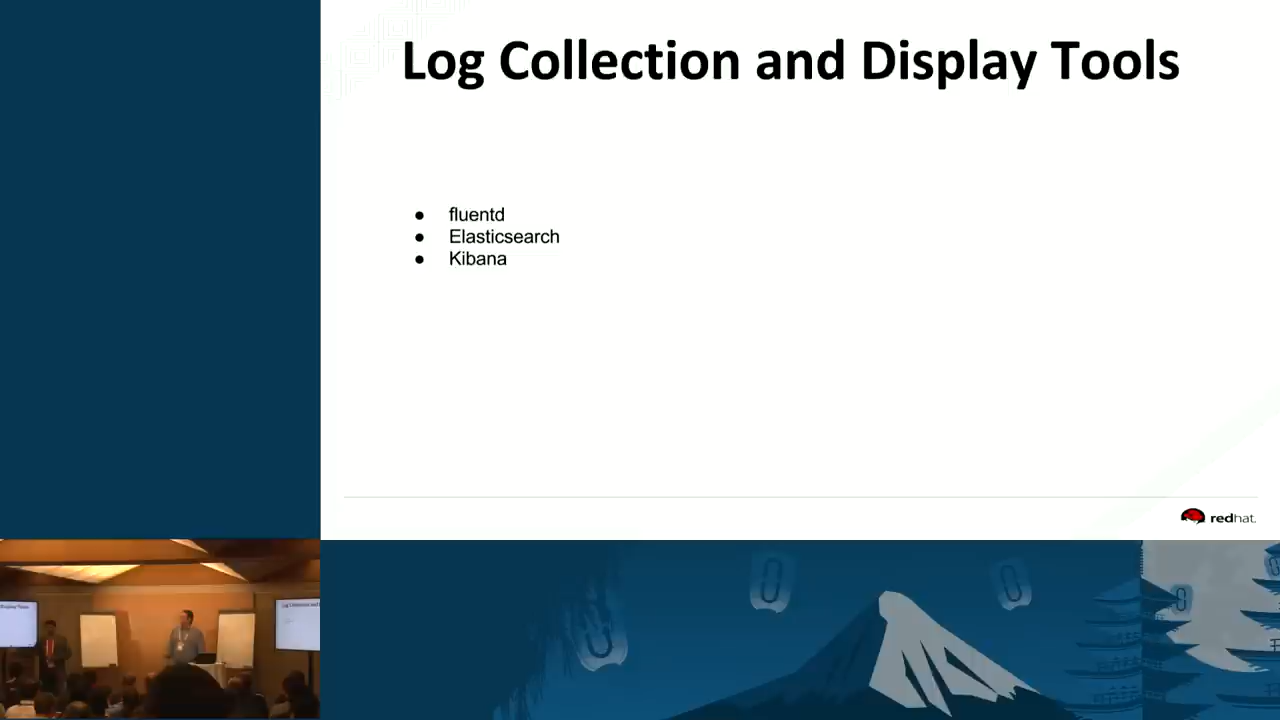 Log Collection and Display Tools
● fluentd
● Elasticsearch
● Kibana
redhat.